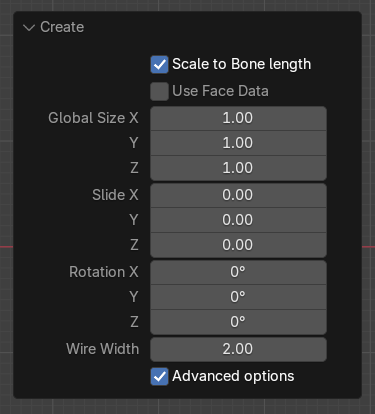 Create
Scale to Bone length
Use Face Data
Global Size X 1.00
Y 1.00
Z 1.00
Slide X 0.00
Y 0.00
Z 0.00
Rotation X 0°
Y 0°
Z 0°
Wire Width 2.00
Advanced options